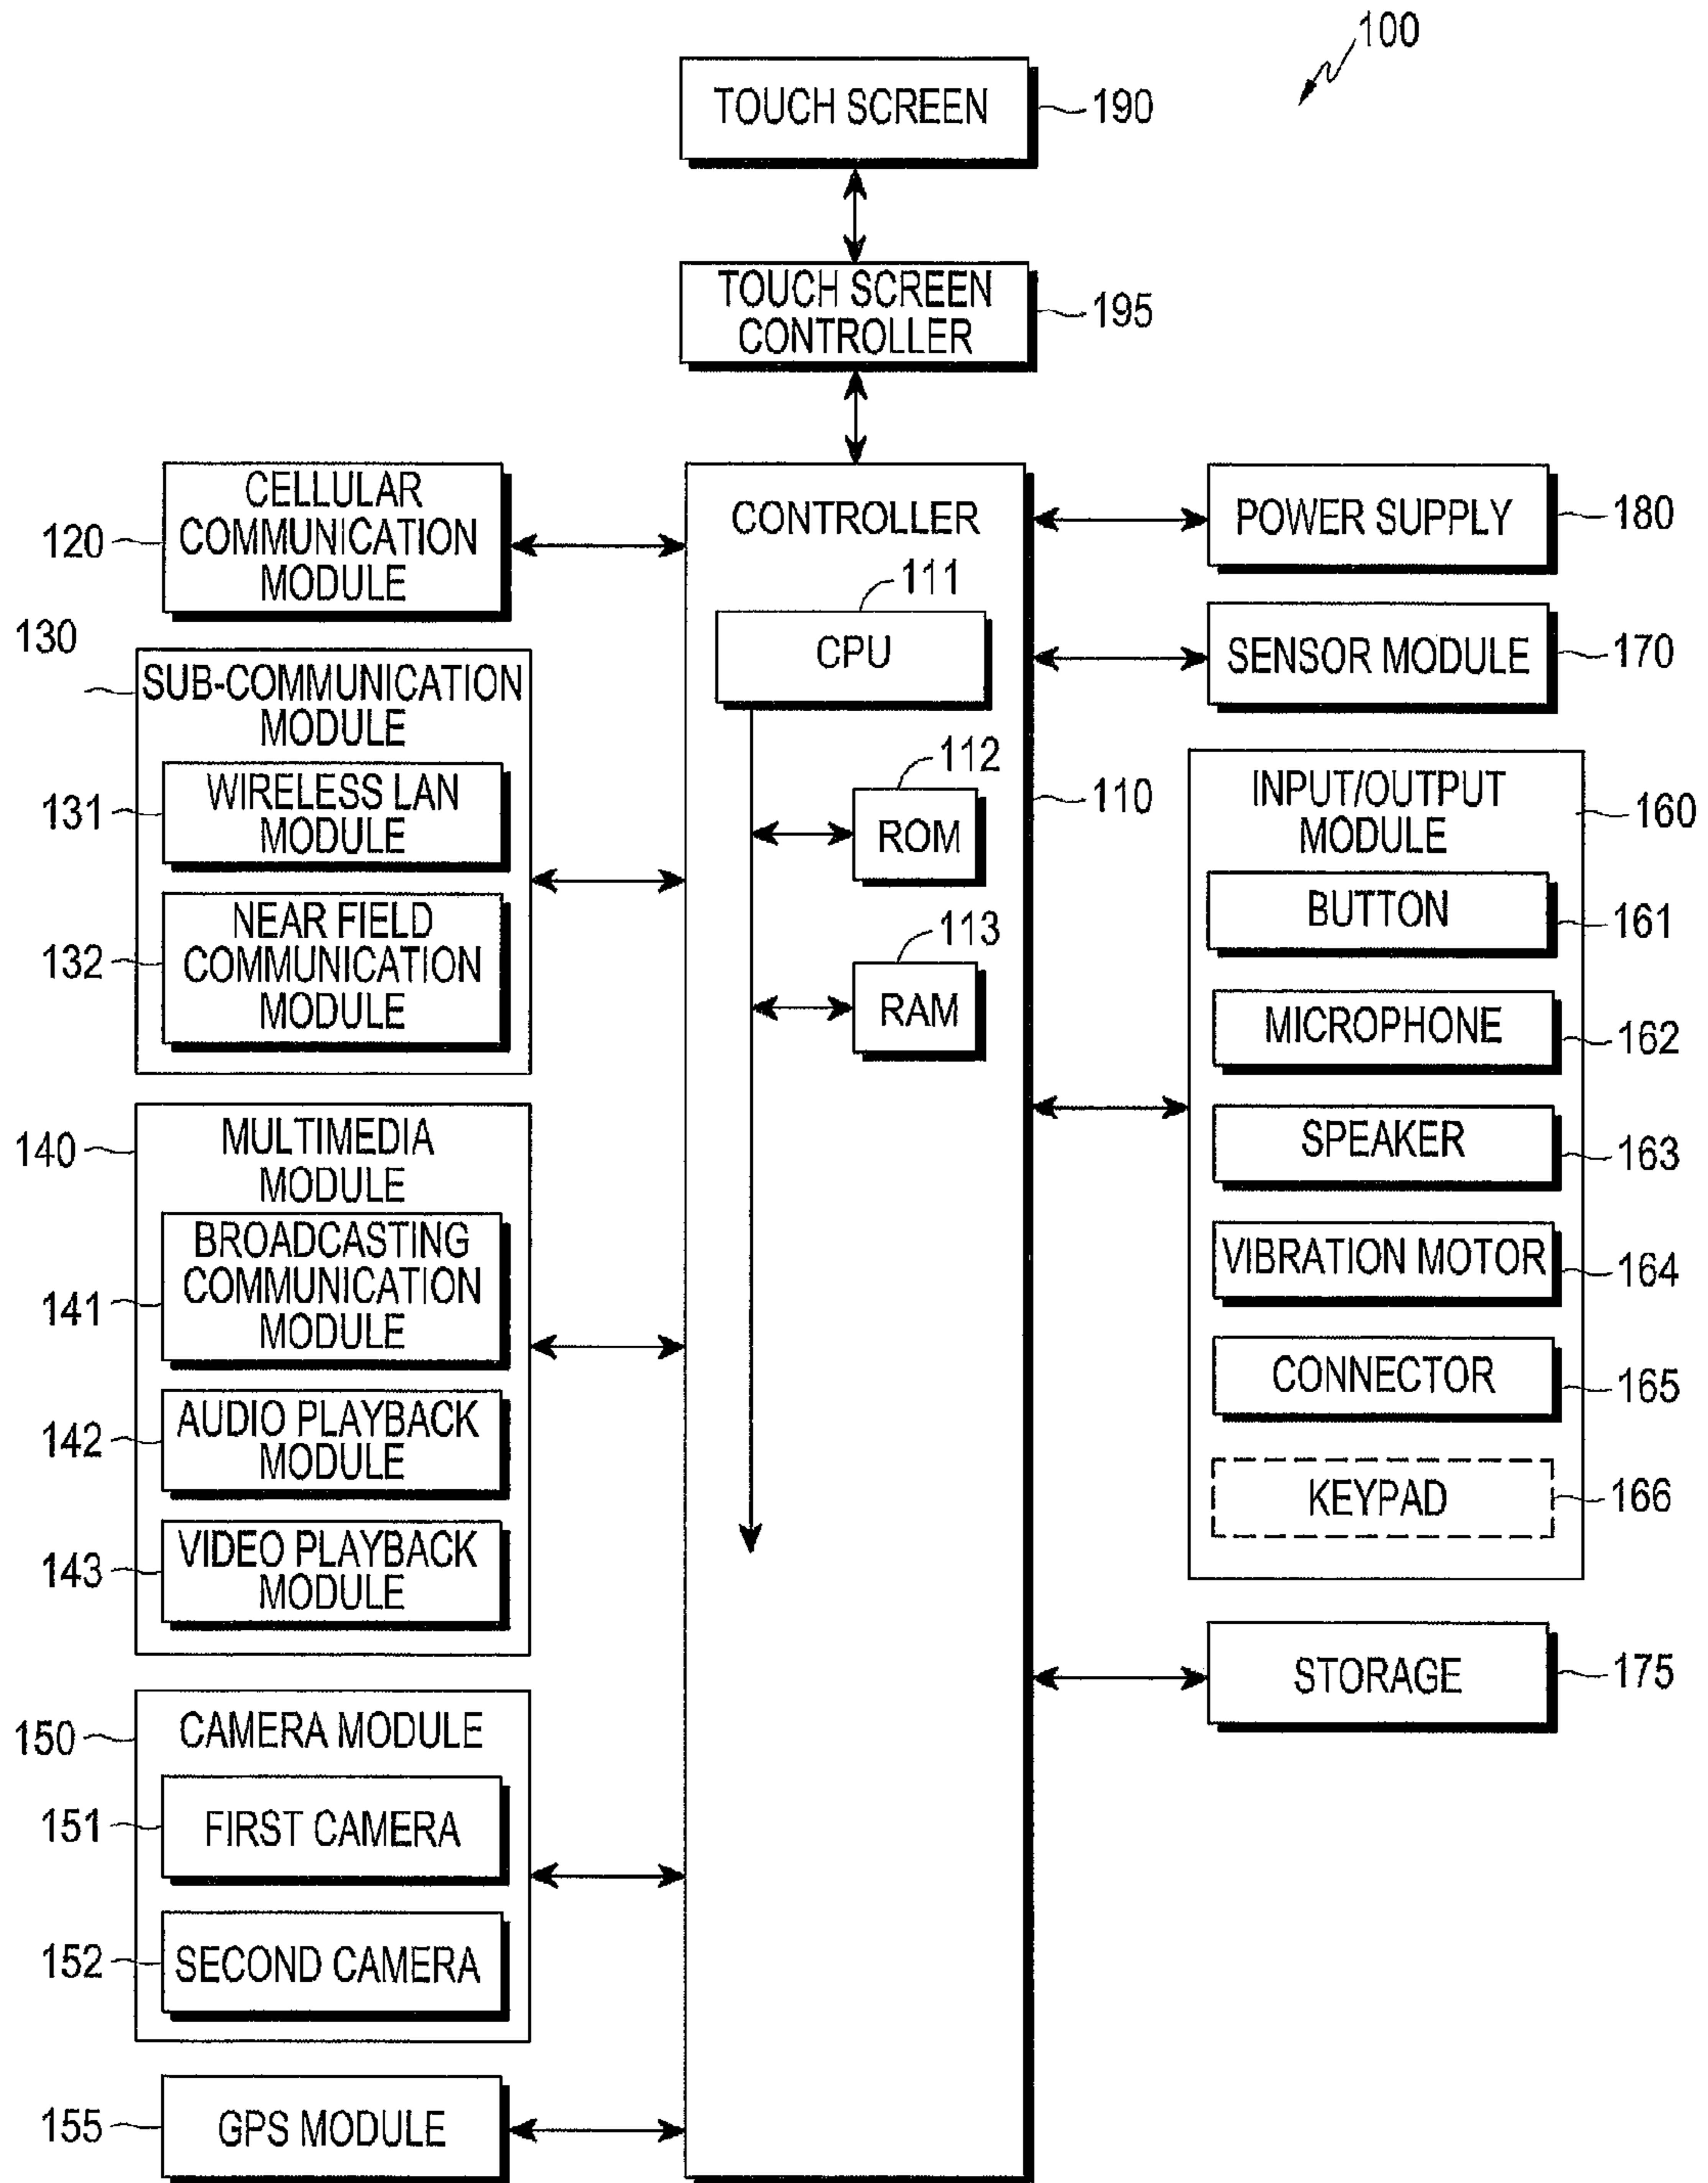 100
TOUCH SCREEN
190
TOUCH SCREEN
CONTROLLER
195
CELLULAR
COMMUNICATION
MODULE
120
130
SUB-COMMUNICATION
MODULE
WIRELESS LAN
MODULE
131
NEAR FIELD
COMMUNICATION
MODULE
132
140
MULTIMEDIA
MODULE
BROADCASTING
COMMUNICATION
MODULE
141
AUDIO PLAYBACK
MODULE
142
VIDEO PLAYBACK
MODULE
143
150
CAMERA MODULE
151
FIRST CAMERA
152
SECOND CAMERA
155
GPS MODULE
CONTROLLER
111
CPU
112
ROM
113
RAM
110
POWER SUPPLY
180
SENSOR MODULE
170
INPUT/OUTPUT
MODULE
160
BUTTON
161
MICROPHONE
162
SPEAKER
163
VIBRATION MOTOR
164
CONNECTOR
165
KEYPAD
166
STORAGE
175